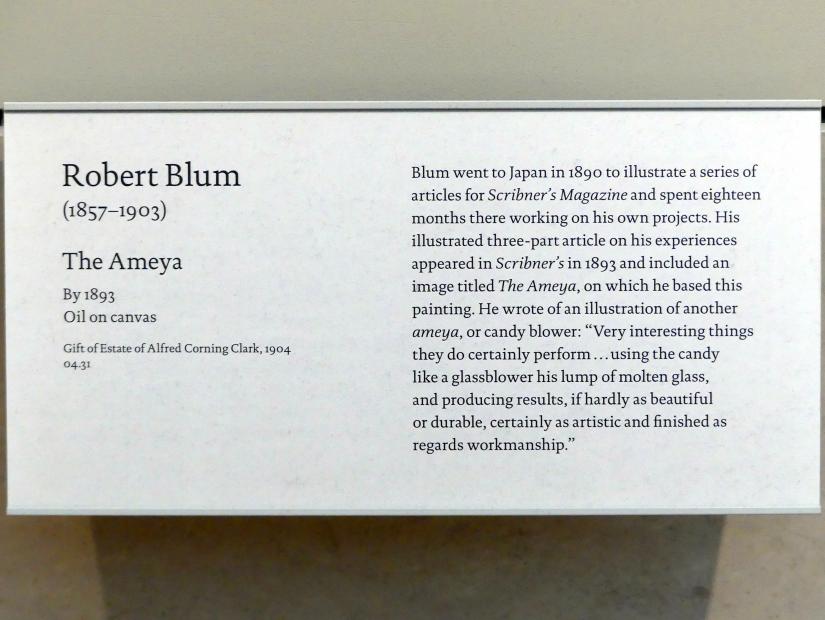 Robert Blum
(1857–1903)
The Ameya
By 1893
Oil on canvas
Gift of Estate of Alfred Corning Clark, 1904
04.31
Blum went to Japan in 1890 to illustrate a series of
articles for Scribner's Magazine and spent eighteen
months there working on his own projects. His
illustrated three-part article on his experiences
appeared in Scribner's in 1893 and included an
image titled The Ameya, on which he based this
painting. He wrote of an illustration of another
ameya, or candy blower: “Very interesting things
they do certainly perform . . . using the candy
like a glassblower his lump of molten glass,
and producing results, if hardly as beautiful
or durable, certainly as artistic and finished as
regards workmanship.”